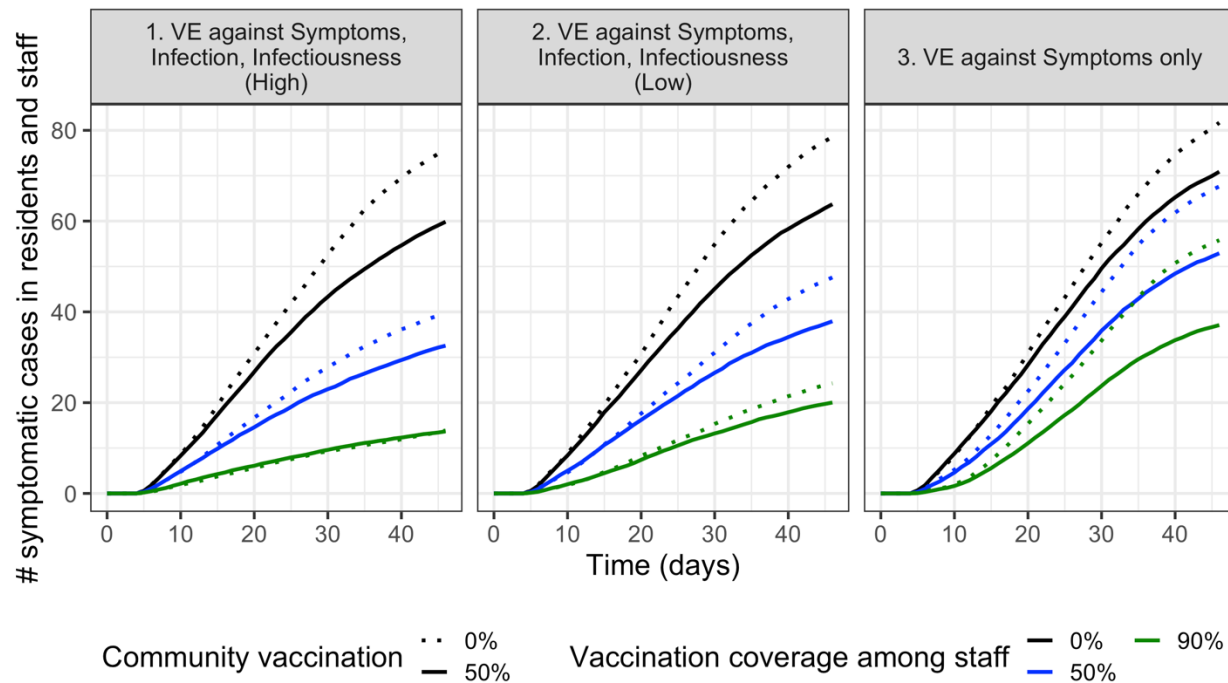 1. VE against Symptoms,
Infection, Infectiousness
(High)
2. VE against Symptoms,
Infection, Infectiousness
(Low)
3. VE against Symptoms only
# symptomatic cases in residents and staff
80
60
40
20
0
0 10 20 30 40
0 10 20 30 40
0 10 20 30 40
Time (days)
Community vaccination
0%
50%
Vaccination coverage among staff
0%
50%
90%